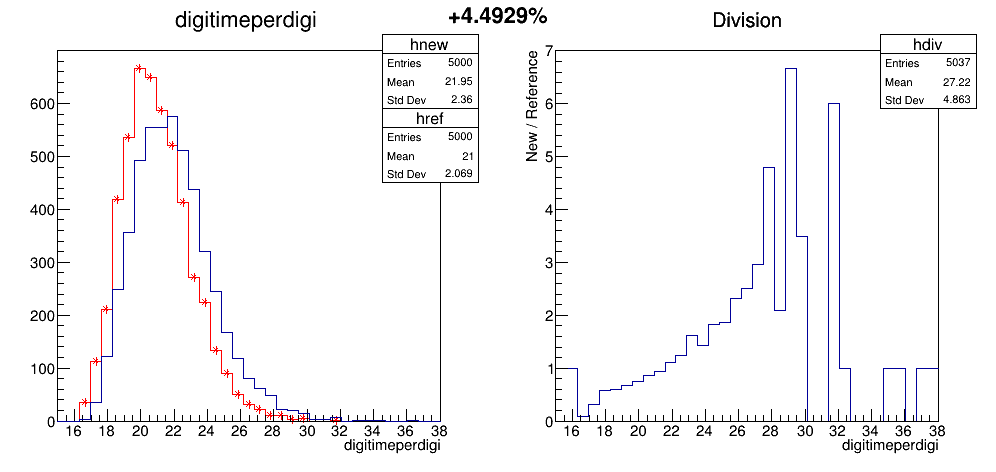 digitimeperdigi
+4.4929%
Division
hnew
Entries 5000
Mean 21.95
Std Dev 2.36
href
Entries 5000
Mean 21
Std Dev 2.069
600
500
400
300
200
100
0
16 18 20 22 24 26 28 30 32 34 36 38
digitimeperdigi
hdiv
Entries 5037
Mean 27.22
Std Dev 4.863
New / Reference
7
6
5
4
3
2
1
0
16 18 20 22 24 26 28 30 32 34 36 38
digitimeperdigi